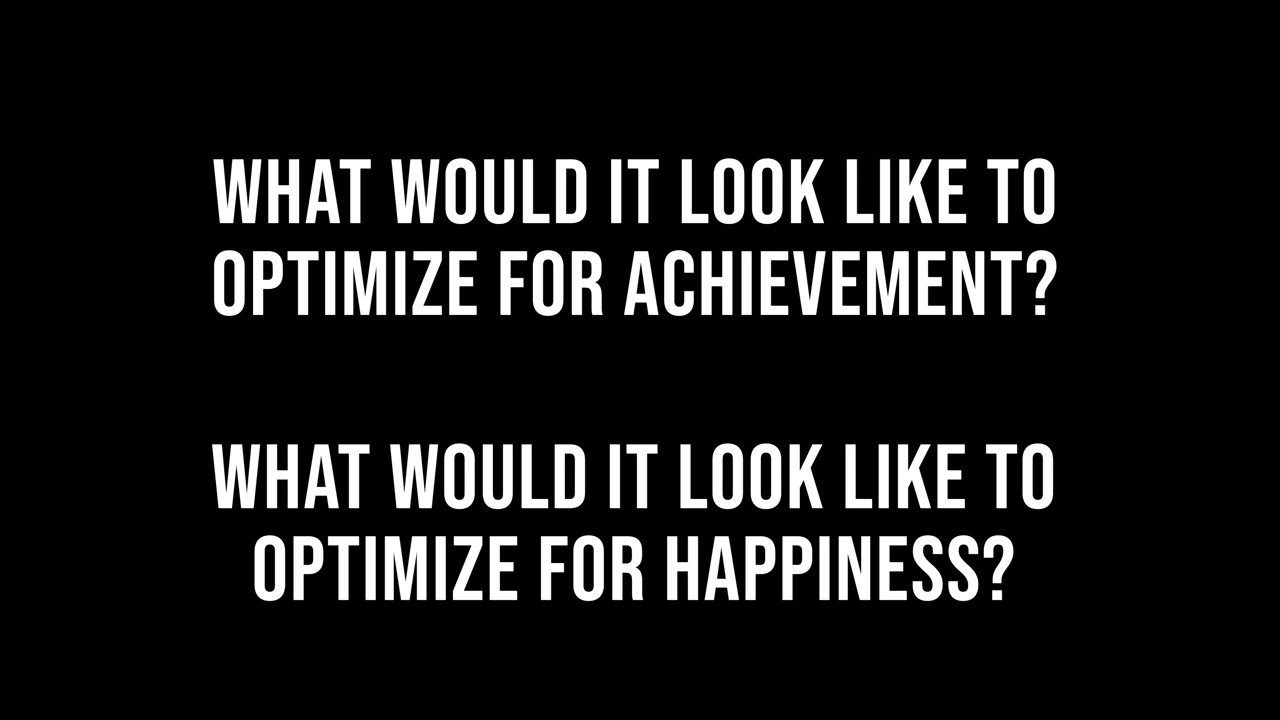 WHAT WOULD IT LOOK LIKE TO
OPTIMIZE FOR ACHIEVEMENT?
WHAT WOULD IT LOOK LIKE TO
OPTIMIZE FOR HAPPINESS?